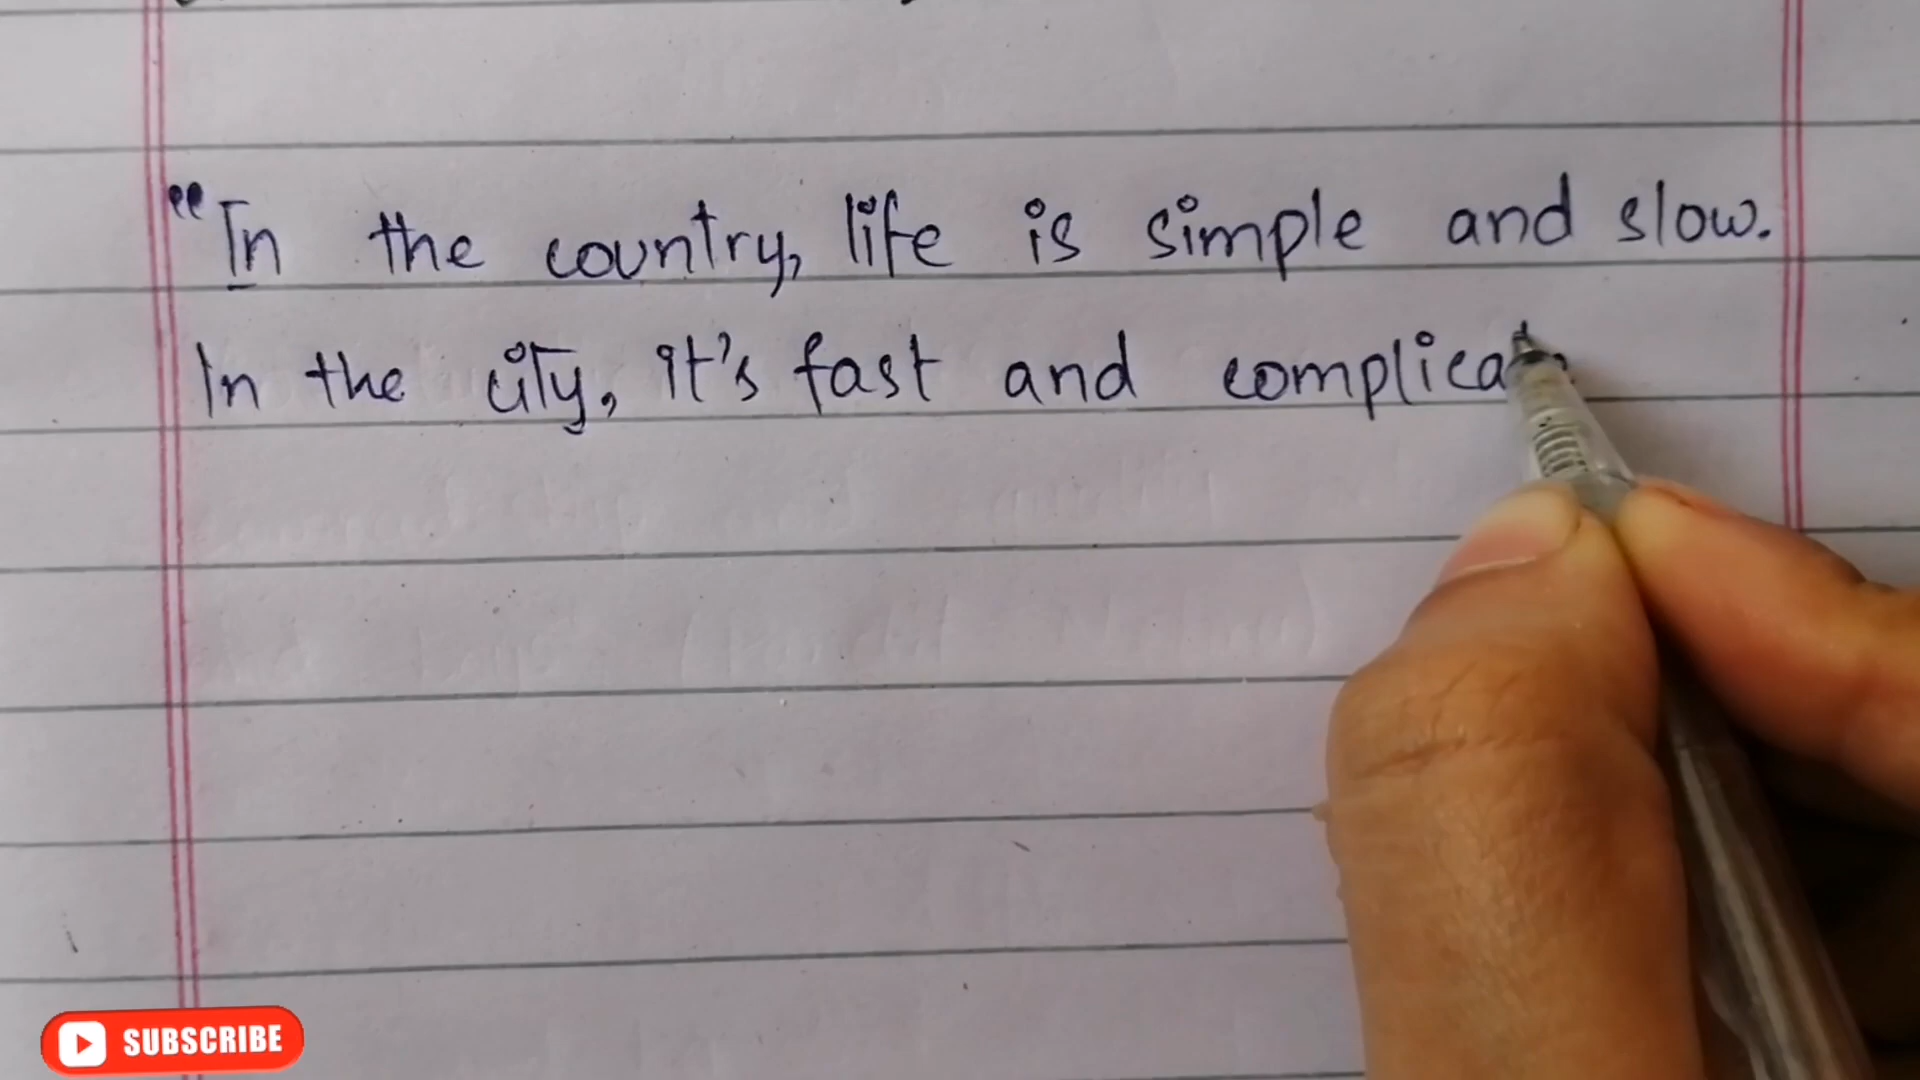 "In the country, life is simple and slow.
In the city, it's fast and complica
SUBSCRIBE